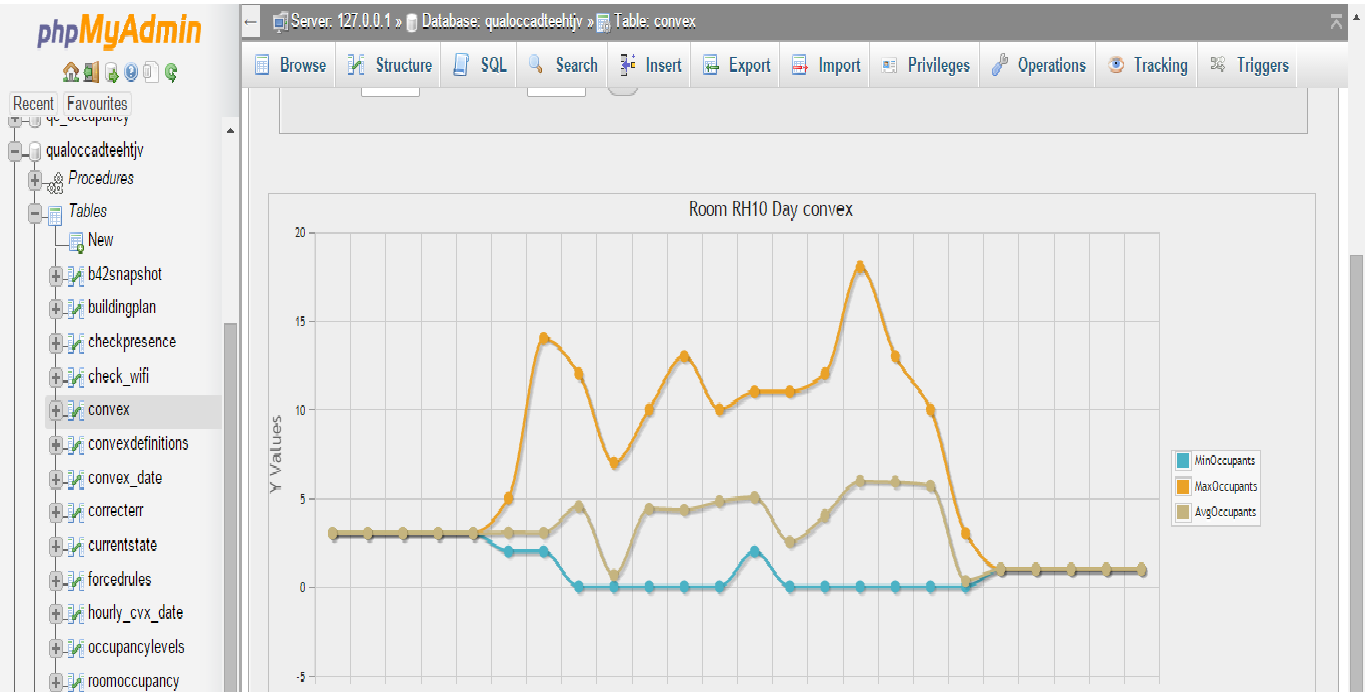 phpMyAdmin
Recent Favourites
qc_occupancy
qualoccadteehtjv
Procedures
Tables
New
b42snapshot
buildingplan
checkpresence
check_wifi
convex
convexdefinitions
convex_date
correcterr
currentstate
forcedrules
hourly_cvx_date
occupancylevels
roomoccupancy
Server: 127.0.0.1 » Database: qualoccadteehtjv » Table: convex
Browse Structure SQL Search Insert Export Import Privileges Operations Tracking Triggers
Room RH10 Day convex
20
15
10
5
0
-5
Y Values
MinOccupants
MaxOccupants
AvgOccupants